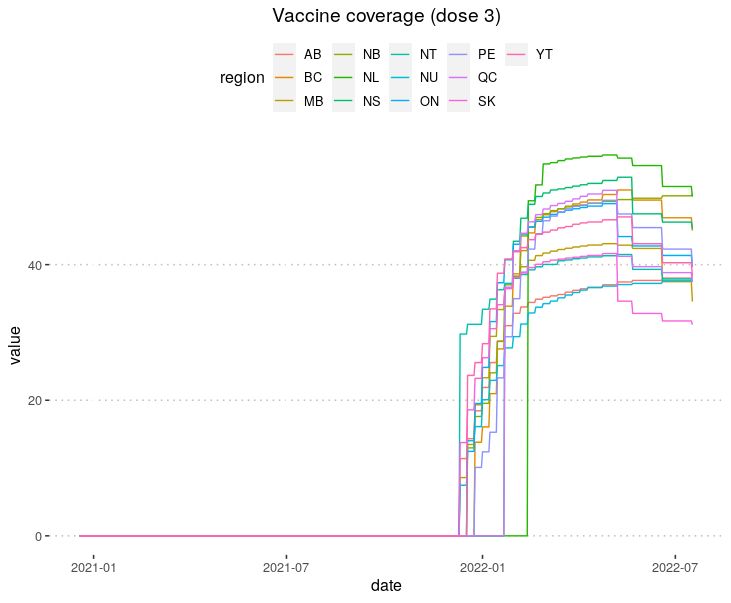 Vaccine coverage (dose 3)
region
AB NB NT PE YT
BC NL NU QC
MB NS ON SK
value
40
20
0
2021-01 2021-07 2022-01 2022-07
date